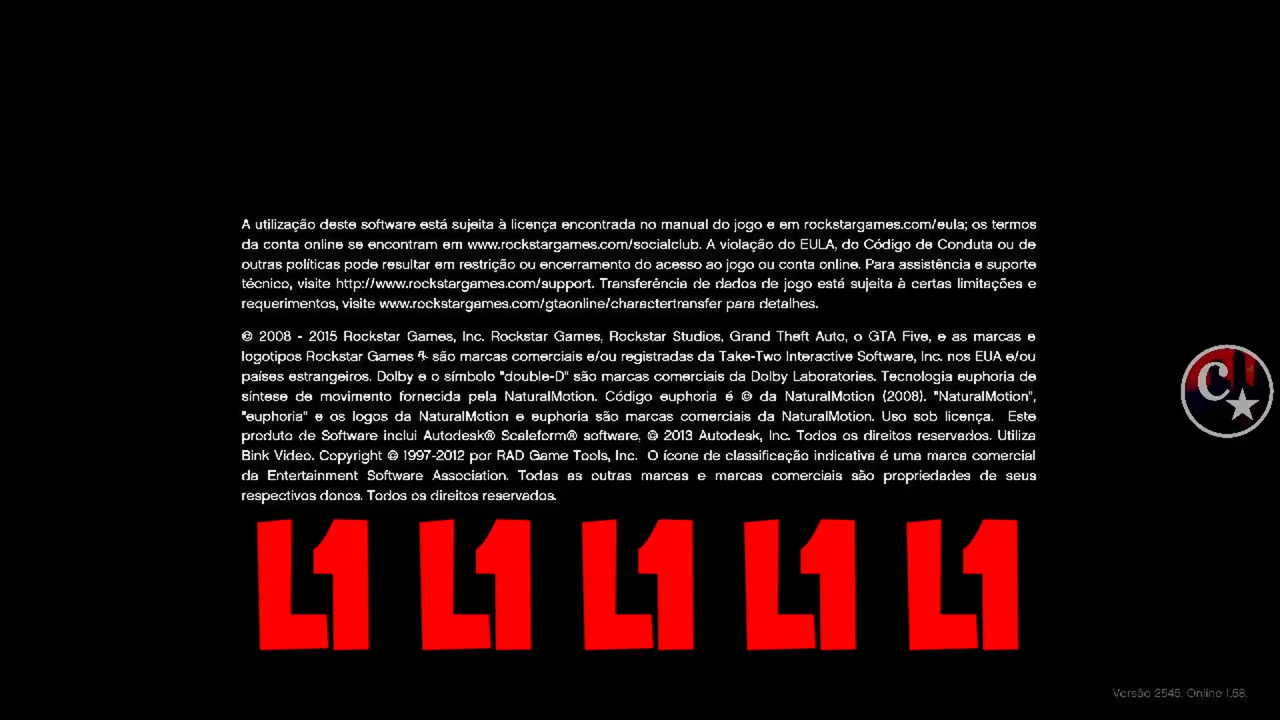 A utilização deste software está sujeita à licença encontrada no manual do jogo e em rockstargames.com/eula; os termos
da conta online se encontram em www.rockstargames.com/socialclub. A violação do EULA, do Código de Conduta ou de
outras políticas pode resultar em restrição ou encerramento do acesso ao jogo ou conta online. Para assistência e suporte
técnico, visite http://www.rockstargames.com/support. Transferência de dados de jogo está sujeita à certas limitações e
requerimentos, visite www.rockstargames.com/gtaonline/charactertransfer para detalhes.
© 2008 - 2015 Rockstar Games, Inc. Rockstar Games, Rockstar Studios, Grand Theft Auto, o GTA Five, e as marcas e
logotipos Rockstar Games R* são marcas comerciais e/ou registradas da Take-Two Interactive Software, Inc. nos EUA e/ou
países estrangeiros. Dolby e o símbolo "double-D" são marcas comerciais da Dolby Laboratories. Tecnologia euphoria de
síntese de movimento fornecida pela NaturalMotion. Código euphoria é © da NaturalMotion (2008). "NaturalMotion",
"euphoria" e os logos da NaturalMotion e euphoria são marcas comerciais da NaturalMotion. Uso sob licença. Este
produto de Software inclui Autodesk® Scaleform® software, © 2013 Autodesk, Inc. Todos os direitos reservados. Utiliza
Bink Video. Copyright © 1997-2012 por RAD Game Tools, Inc. O ícone de classificação indicativa é uma marca comercial
da Entertainment Software Association. Todas as outras marcas e marcas comerciais são propriedades de seus
respectivos donos. Todos os direitos reservados.
L1 L1 L1 L1 L1
C
Versão 2545. Online 1.58.